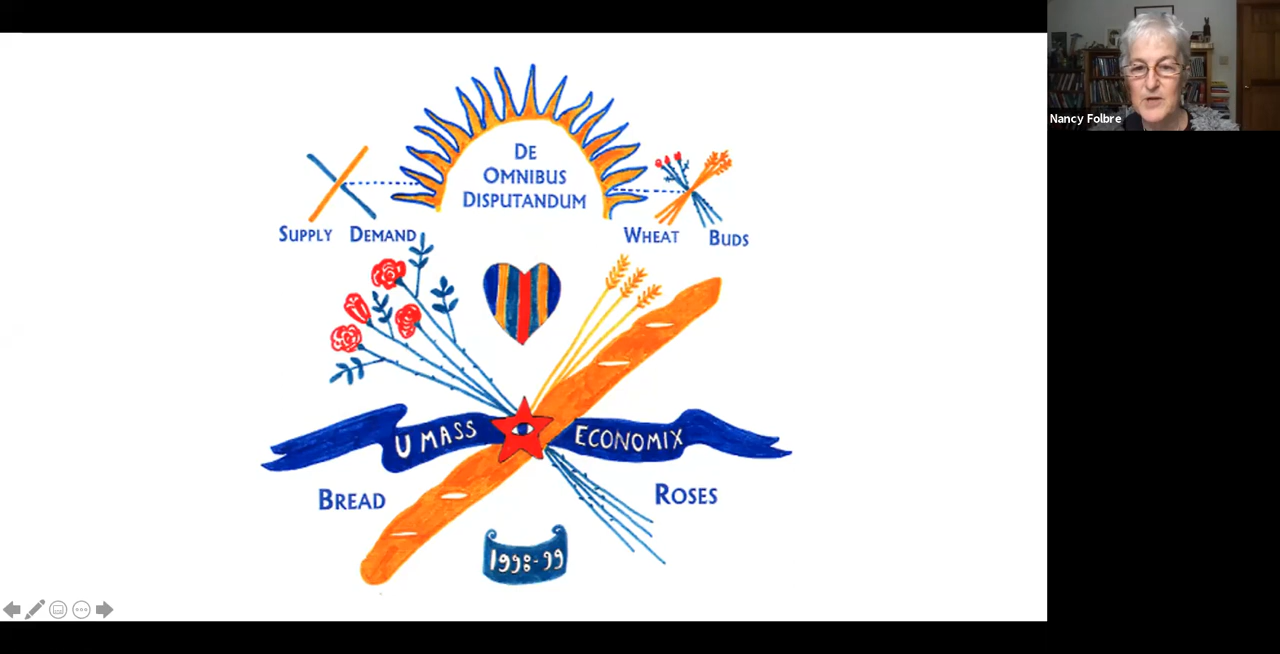 Nancy Folbre
DE
OMNIBUS
DISPUTANDUM
SUPPLY DEMAND
WHEAT BUDS
U MASS ECONOMIX
BREAD
ROSES
1998-99